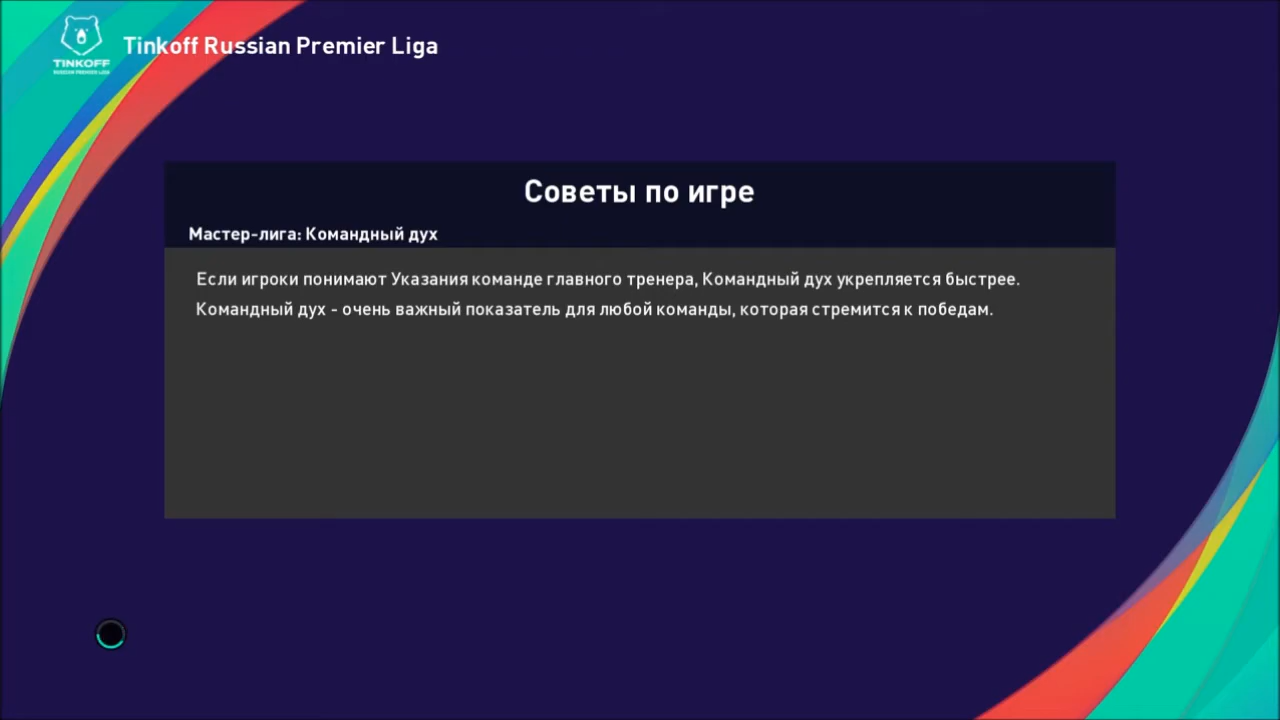 Tinkoff Russian Premier Liga
TINKOFF
RUSSIAN PREMIER LIGA
Советы по игре
Мастер-лига: Командный дух
Если игроки понимают Указания команде главного тренера, Командный дух укрепляется быстрее.
Командный дух - очень важный показатель для любой команды, которая стремится к победам.